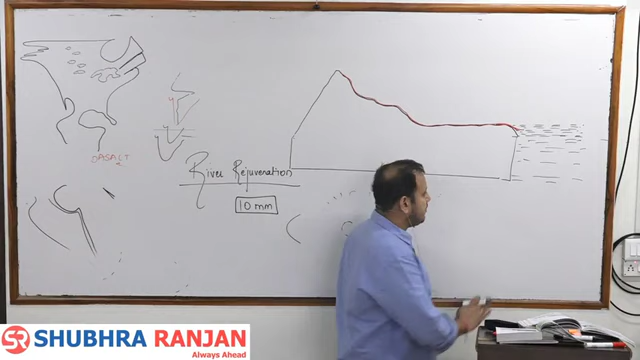 BASALT
River Rejuvenation
10 mm
SR SHUBHRA RANJAN
Always Ahead